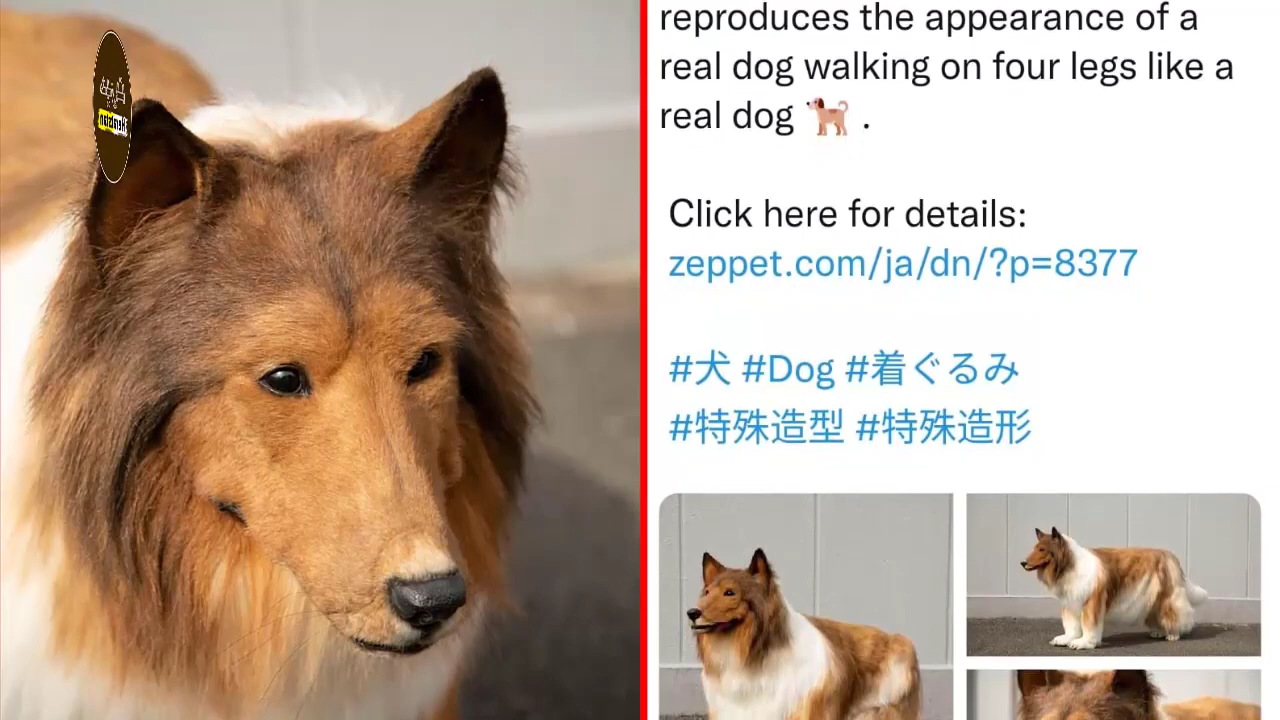 reproduces the appearance of a
real dog walking on four legs like a
real dog 🐕 .
Click here for details:
zeppet.com/ja/dn/?p=8377
#犬 #Dog #着ぐるみ
#特殊造型 #特殊造形